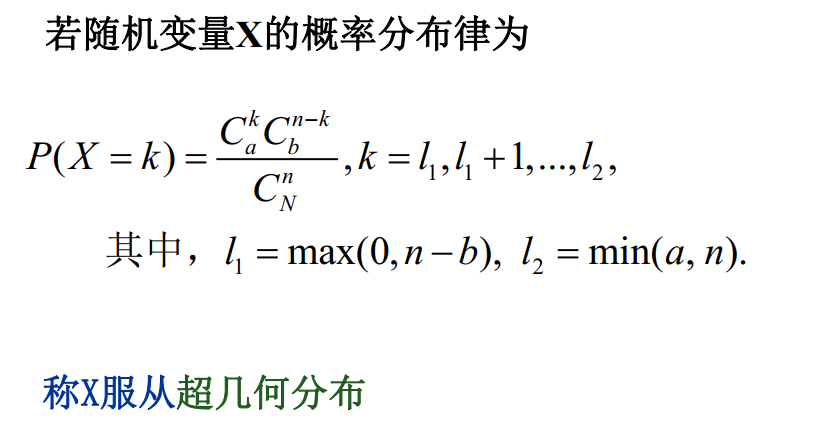 若随机变量X的概率分布律为
P(X = k) = \frac{C_a^k C_b^{n-k}}{C_N^n}, k = l_1, l_1 + 1, ..., l_2,
其中，l_1 = max(0, n − b), l_2 = min(a, n).
称X服从超几何分布